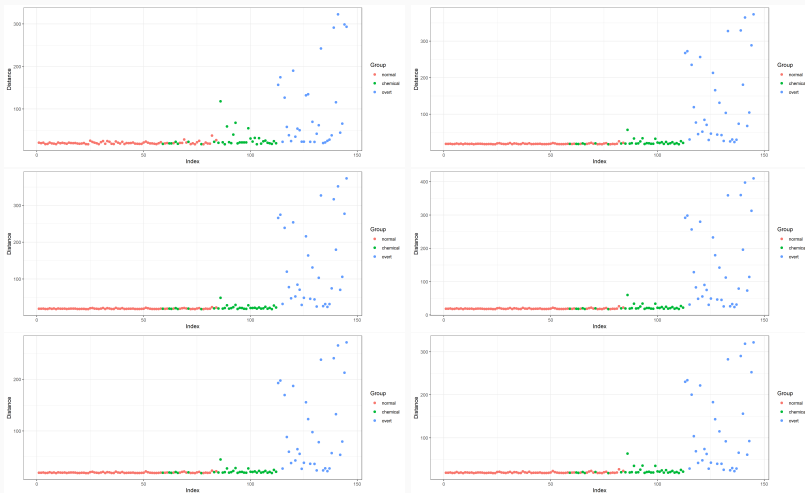 300
200
100
Distance
0 50 100 150
Index
Group
normal
chemical
overt
300
200
100
Distance
0 50 100 150
Index
Group
normal
chemical
overt
300
200
100
Distance
0 50 100 150
Index
Group
normal
chemical
overt
400
300
200
100
0
Distance
0 50 100 150
Index
Group
normal
chemical
overt
200
100
Distance
0 50 100 150
Index
Group
normal
chemical
overt
300
200
100
Distance
0 50 100 150
Index
Group
normal
chemical
overt